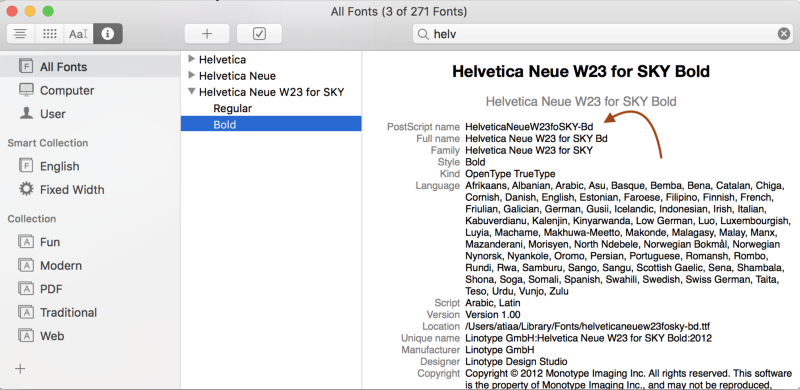 All Fonts (3 of 271 Fonts)
helv
All Fonts
Computer
User
Smart Collection
English
Fixed Width
Collection
Fun
Modern
PDF
Traditional
Web
Helvetica
Helvetica Neue
Helvetica Neue W23 for SKY
Regular
Bold
Helvetica Neue W23 for SKY Bold
Helvetica Neue W23 for SKY Bold
PostScript name HelveticaNeueW23foSKY-Bd
Full name Helvetica Neue W23 for SKY Bd
Family Helvetica Neue W23 for SKY
Style Bold
Kind OpenType TrueType
Language Afrikaans, Albanian, Arabic, Asu, Basque, Bemba, Bena, Catalan, Chiga,
Cornish, Danish, English, Estonian, Faroese, Filipino, Finnish, French,
Friulian, Galician, German, Gusii, Icelandic, Indonesian, Irish, Italian,
Kabuverdianu, Kalenjin, Kinyarwanda, Low German, Luo, Luxembourgish,
Luyia, Machame, Makhuwa-Meetto, Makonde, Malagasy, Malay, Manx,
Mazanderani, Morisyen, North Ndebele, Norwegian Bokmål, Norwegian
Nynorsk, Nyankole, Oromo, Persian, Portuguese, Romansh, Rombo,
Rundi, Rwa, Samburu, Sango, Sangu, Scottish Gaelic, Sena, Shambala,
Shona, Soga, Somali, Spanish, Swahili, Swedish, Swiss German, Taita,
Teso, Urdu, Vunjo, Zulu
Script Arabic, Latin
Version Version 1.00
Location /Users/atiaa/Library/Fonts/helveticaneuew23fosky-bd.ttf
Unique name Linotype GmbH:Helvetica Neue W23 for SKY Bold:2012
Manufacturer Linotype GmbH
Designer Linotype Design Studio
Copyright Copyright © 2012 Monotype Imaging Inc. All rights reserved. This software
is the property of Monotype Imaging Inc., and may not be reproduced,